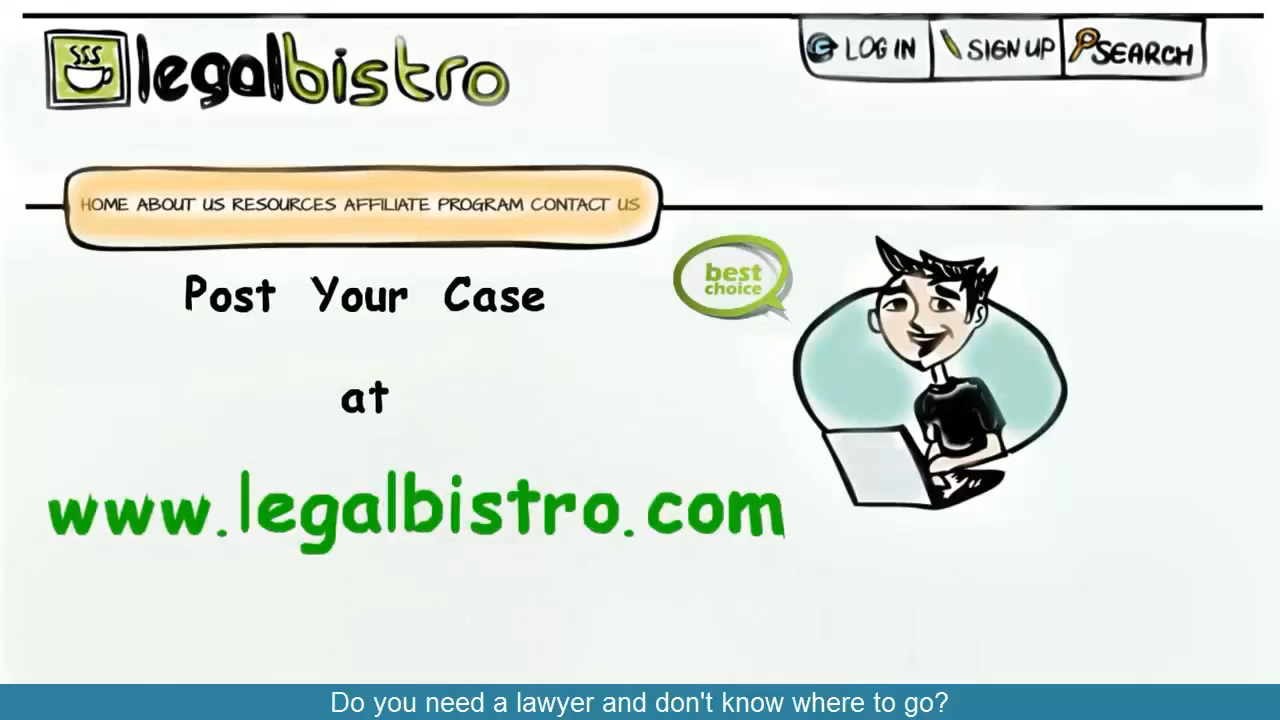 legalbistro
LOG IN SIGN UP SEARCH
HOME ABOUT US RESOURCES AFFILIATE PROGRAM CONTACT US
best
choice
Post Your Case
at
www.legalbistro.com
Do you need a lawyer and don't know where to go?